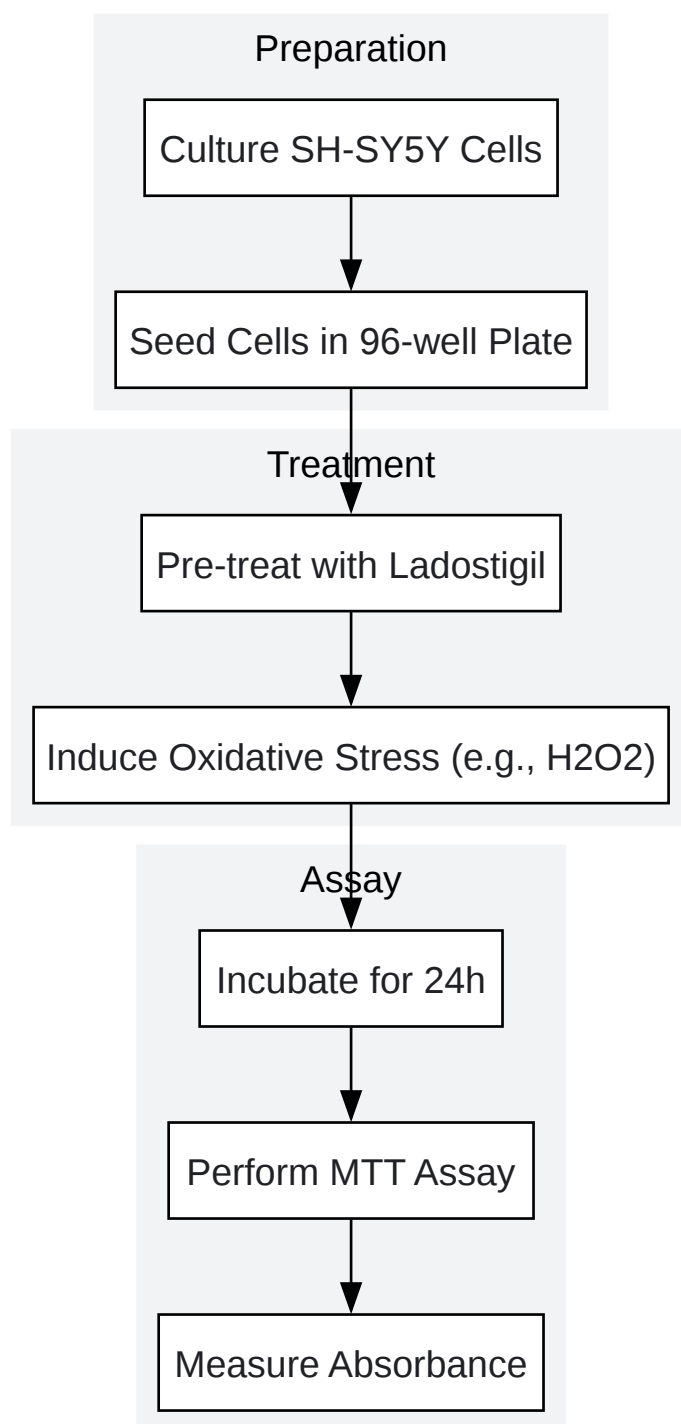 Preparation
Culture SH-SY5Y Cells
Seed Cells in 96-well Plate
Treatment
Pre-treat with Ladostigil
Induce Oxidative Stress (e.g., H2O2)
Assay
Incubate for 24h
Perform MTT Assay
Measure Absorbance